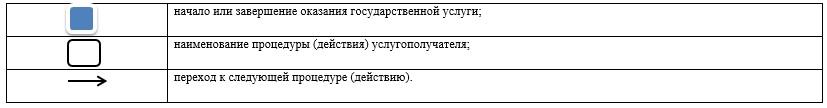 начало или завершение оказания государственной услуги;
наименование процедуры (действия) услугополучателя;
переход к следующей процедуре (действию).